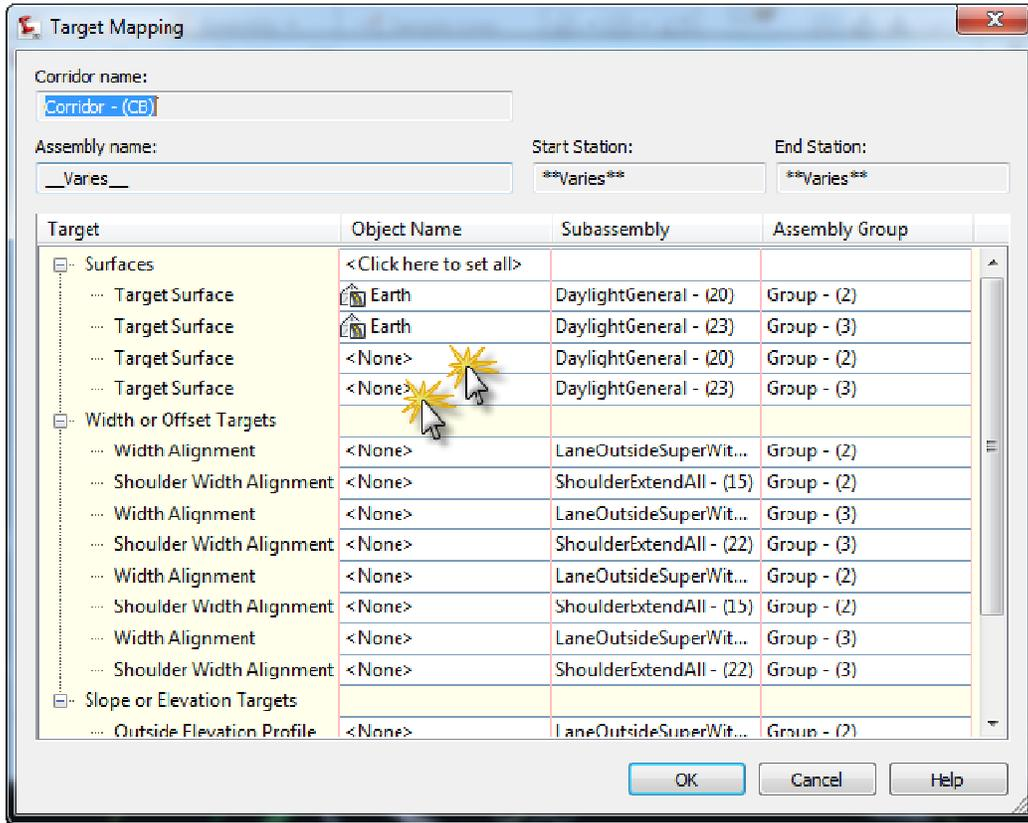 Target Mapping
Corridor name:
Corridor - (CB)
Assembly name: Start Station: End Station:
__Varies__ **Varies** **Varies**
Target Object Name Subassembly Assembly Group
Surfaces <Click here to set all>
Target Surface Earth DaylightGeneral - (20) Group - (2)
Target Surface Earth DaylightGeneral - (23) Group - (3)
Target Surface <None> DaylightGeneral - (20) Group - (2)
Target Surface <None> DaylightGeneral - (23) Group - (3)
Width or Offset Targets
Width Alignment <None> LaneOutsideSuperWit... Group - (2)
Shoulder Width Alignment <None> ShoulderExtendAll - (15) Group - (2)
Width Alignment <None> LaneOutsideSuperWit... Group - (3)
Shoulder Width Alignment <None> ShoulderExtendAll - (22) Group - (3)
Width Alignment <None> LaneOutsideSuperWit... Group - (2)
Shoulder Width Alignment <None> ShoulderExtendAll - (15) Group - (2)
Width Alignment <None> LaneOutsideSuperWit... Group - (3)
Shoulder Width Alignment <None> ShoulderExtendAll - (22) Group - (3)
Slope or Elevation Targets
Outside Elevation Profile <None> LaneOutsideSuperWit... Group - (2)
OK Cancel Help